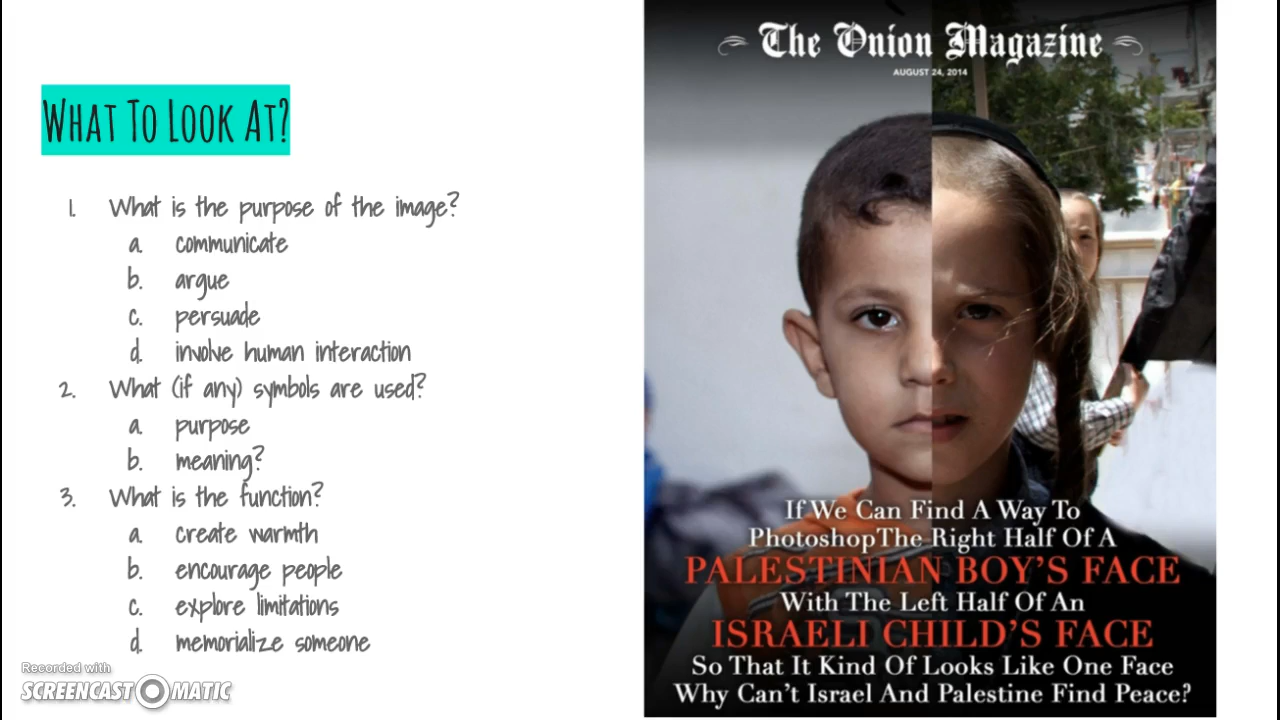 What To Look At?
1. What is the purpose of the image?
a. communicate
b. argue
c. persuade
d. involve human interaction
2. What (if any) symbols are used?
a. purpose
b. meaning?
3. What is the function?
a. create warmth
b. encourage people
c. explore limitations
d. memorialize someone
Recorded with
SCREENCAST-O-MATIC
The Onion Magazine
AUGUST 24, 2014
If We Can Find A Way To
PhotoshopThe Right Half Of A
PALESTINIAN BOY'S FACE
With The Left Half Of An
ISRAELI CHILD'S FACE
So That It Kind Of Looks Like One Face
Why Can't Israel And Palestine Find Peace?